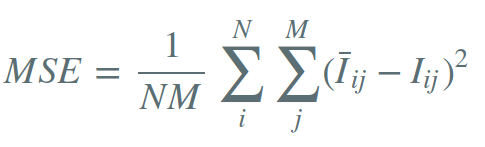 MSE = \frac{1}{NM} \sum_{i}^{N} \sum_{j}^{M} (\bar{I}_{ij} - I_{ij})^2